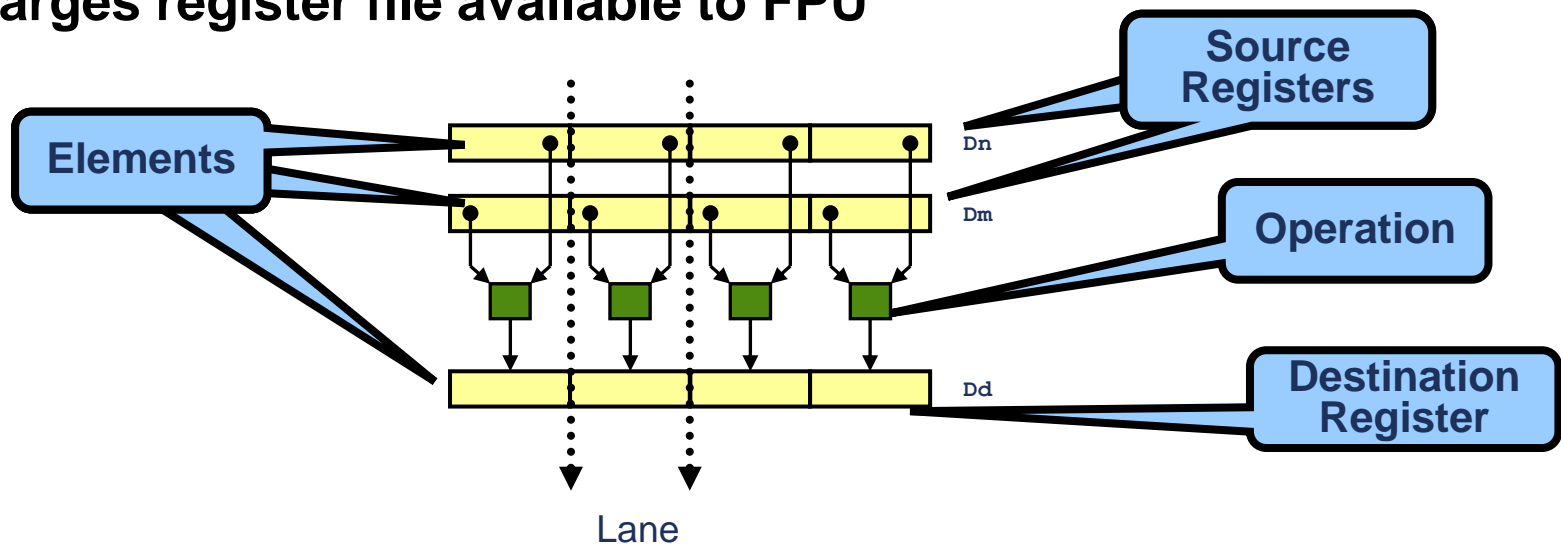 arges register file available to FPU
Source
Registers
Elements
Dn
Dm
Operation
Dd
Destination
Register
Lane